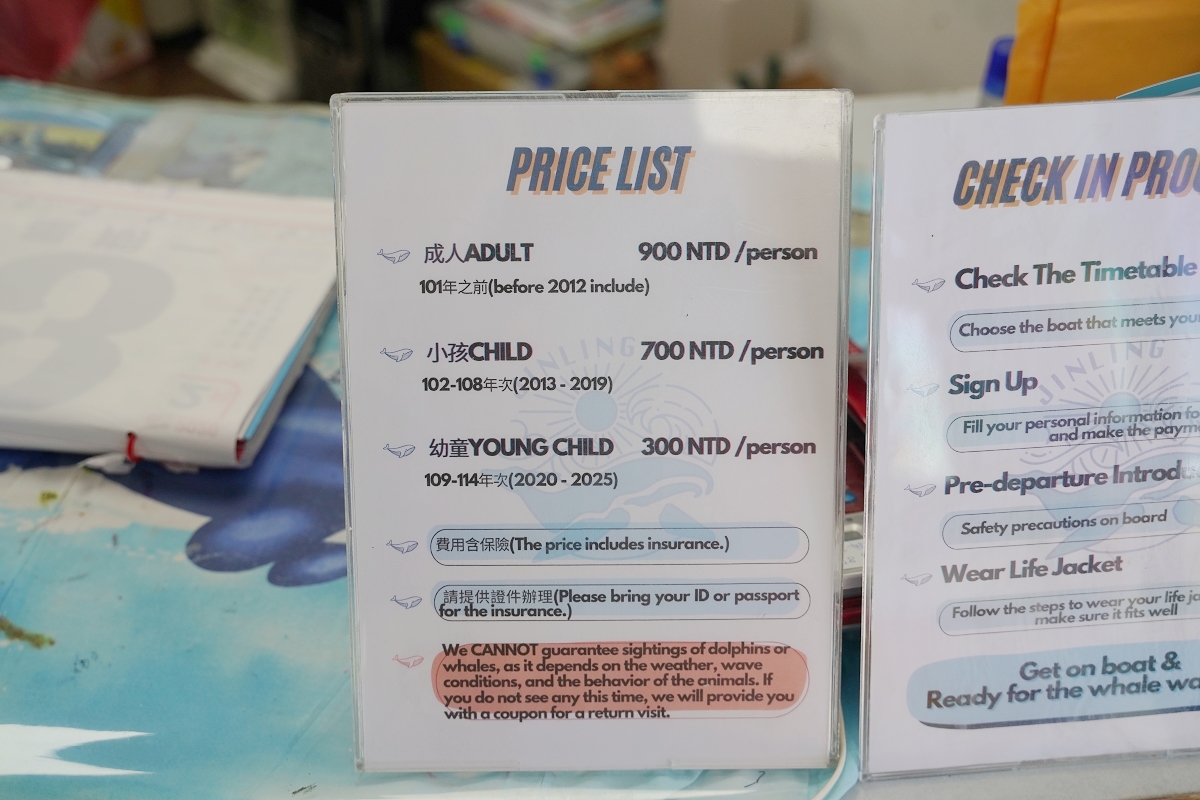 PRICE LIST
成人ADULT 900 NTD /person
101年之前(before 2012 include)
小孩CHILD 700 NTD /person
102-108年次(2013 - 2019)
幼童YOUNG CHILD 300 NTD /person
109-114年次(2020 - 2025)
費用含保險(The price includes insurance.)
請提供證件辦理(Please bring your ID or passport
for the insurance.)
We CANNOT guarantee sightings of dolphins or
whales, as it depends on the weather, wave
conditions, and the behavior of the animals. If
you do not see any this time, we will provide you
with a coupon for a return visit.
JINLING
CHECK IN
Check The Timetable
Choose the boat that meets your
Sign Up
Fill your personal information
and make the
Pre-departure
Safety precautions on board
Wear Life Jacket
Follow the steps to wear your life
make sure it fits well
Get on boat &
Ready for the whale
JINLING
3